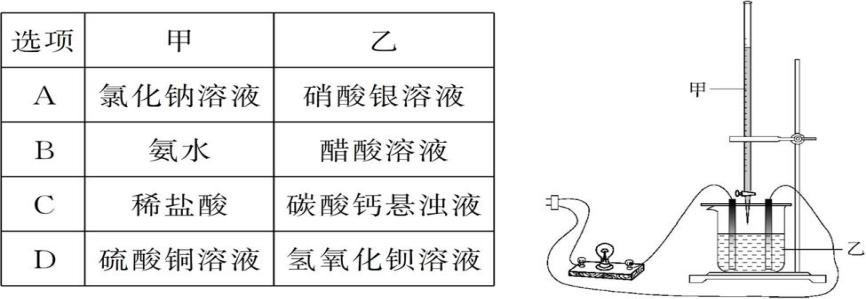 选项 甲 乙
A 氯化钠溶液 硝酸银溶液
B 氨水 醋酸溶液
C 稀盐酸 碳酸钙悬浊液
D 硫酸铜溶液 氢氧化钡溶液
甲
乙